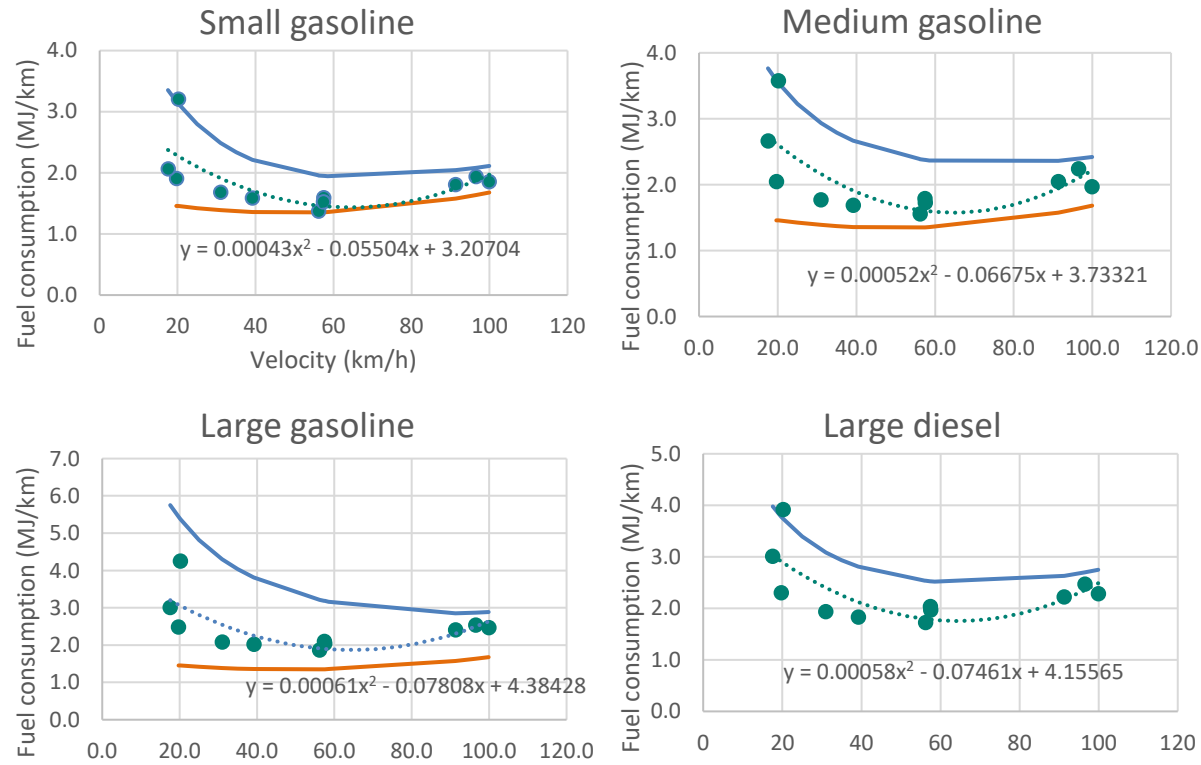 Small gasoline
Fuel consumption (MJ/km)
4.0
3.0
2.0
1.0
0.0
y = 0.00043x² - 0.05504x + 3.20704
0 20 40 60 80 100 120
Velocity (km/h)
Medium gasoline
Fuel consumption (MJ/km)
4.0
3.0
2.0
1.0
0.0
y = 0.00052x² - 0.06675x + 3.73321
0.0 20.0 40.0 60.0 80.0 100.0 120.0
Large gasoline
Fuel consumption (MJ/km)
7.0
6.0
5.0
4.0
3.0
2.0
1.0
0.0
y = 0.00061x² - 0.07808x + 4.38428
0.0 20.0 40.0 60.0 80.0 100.0 120.0
Large diesel
Fuel consumption (MJ/km)
5.0
4.0
3.0
2.0
1.0
0.0
y = 0.00058x² - 0.07461x + 4.15565
0 20 40 60 80 100 120